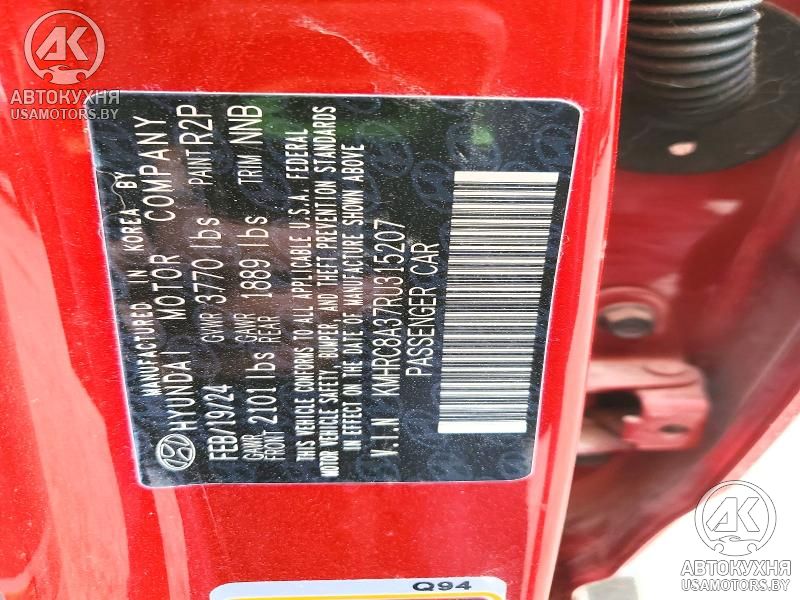 АВТОКУХНЯ
USAMOTORS.BY
MANUFACTURED IN KOREA BY
HYUNDAI MOTOR COMPANY
FEB/19/24 GVWR 3770 lbs PAINT R2P
GAWR FRONT 2101 lbs GAWR REAR 1889 lbs TRIM NNB
THIS VEHICLE CONFORMS TO ALL APPLICABLE U.S.A. FEDERAL
MOTOR VEHICLE SAFETY, BUMPER, AND THEFT PREVENTION STANDARDS
IN EFFECT ON THE DATE OF MANUFACTURE SHOWN ABOVE
V.I.N KMHRC8A37RU315207
PASSENGER CAR
Q94
АВТОКУХНЯ
USAMOTORS.BY